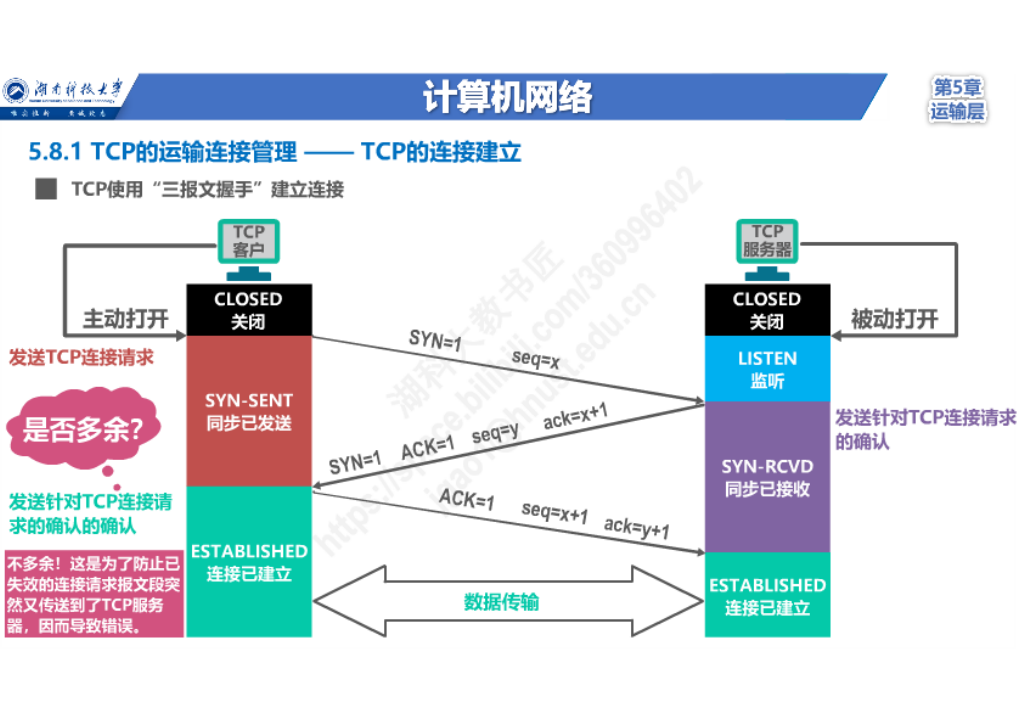 湖南科技大学
计算机网络
第5章
运输层
5.8.1 TCP的运输连接管理 —— TCP的连接建立
TCP使用“三报文握手”建立连接
TCP
客户
TCP
服务器
CLOSED
关闭
CLOSED
关闭
主动打开
被动打开
发送TCP连接请求
SYN=1 seq=x
LISTEN
监听
SYN-SENT
同步已发送
是否多余?
SYN=1 ACK=1 seq=y ack=x+1
发送针对TCP连接请求
的确认
SYN-RCVD
同步已接收
发送针对TCP连接请
求的确认的确认
ACK=1 seq=x+1 ack=y+1
ESTABLISHED
连接已建立
不多余！这是为了防止已
失效的连接请求报文段突
然又传送到了TCP服务
器，因而导致错误。
ESTABLISHED
连接已建立
数据传输
湖科大教书匠
https://space.bilibili.com/360996402